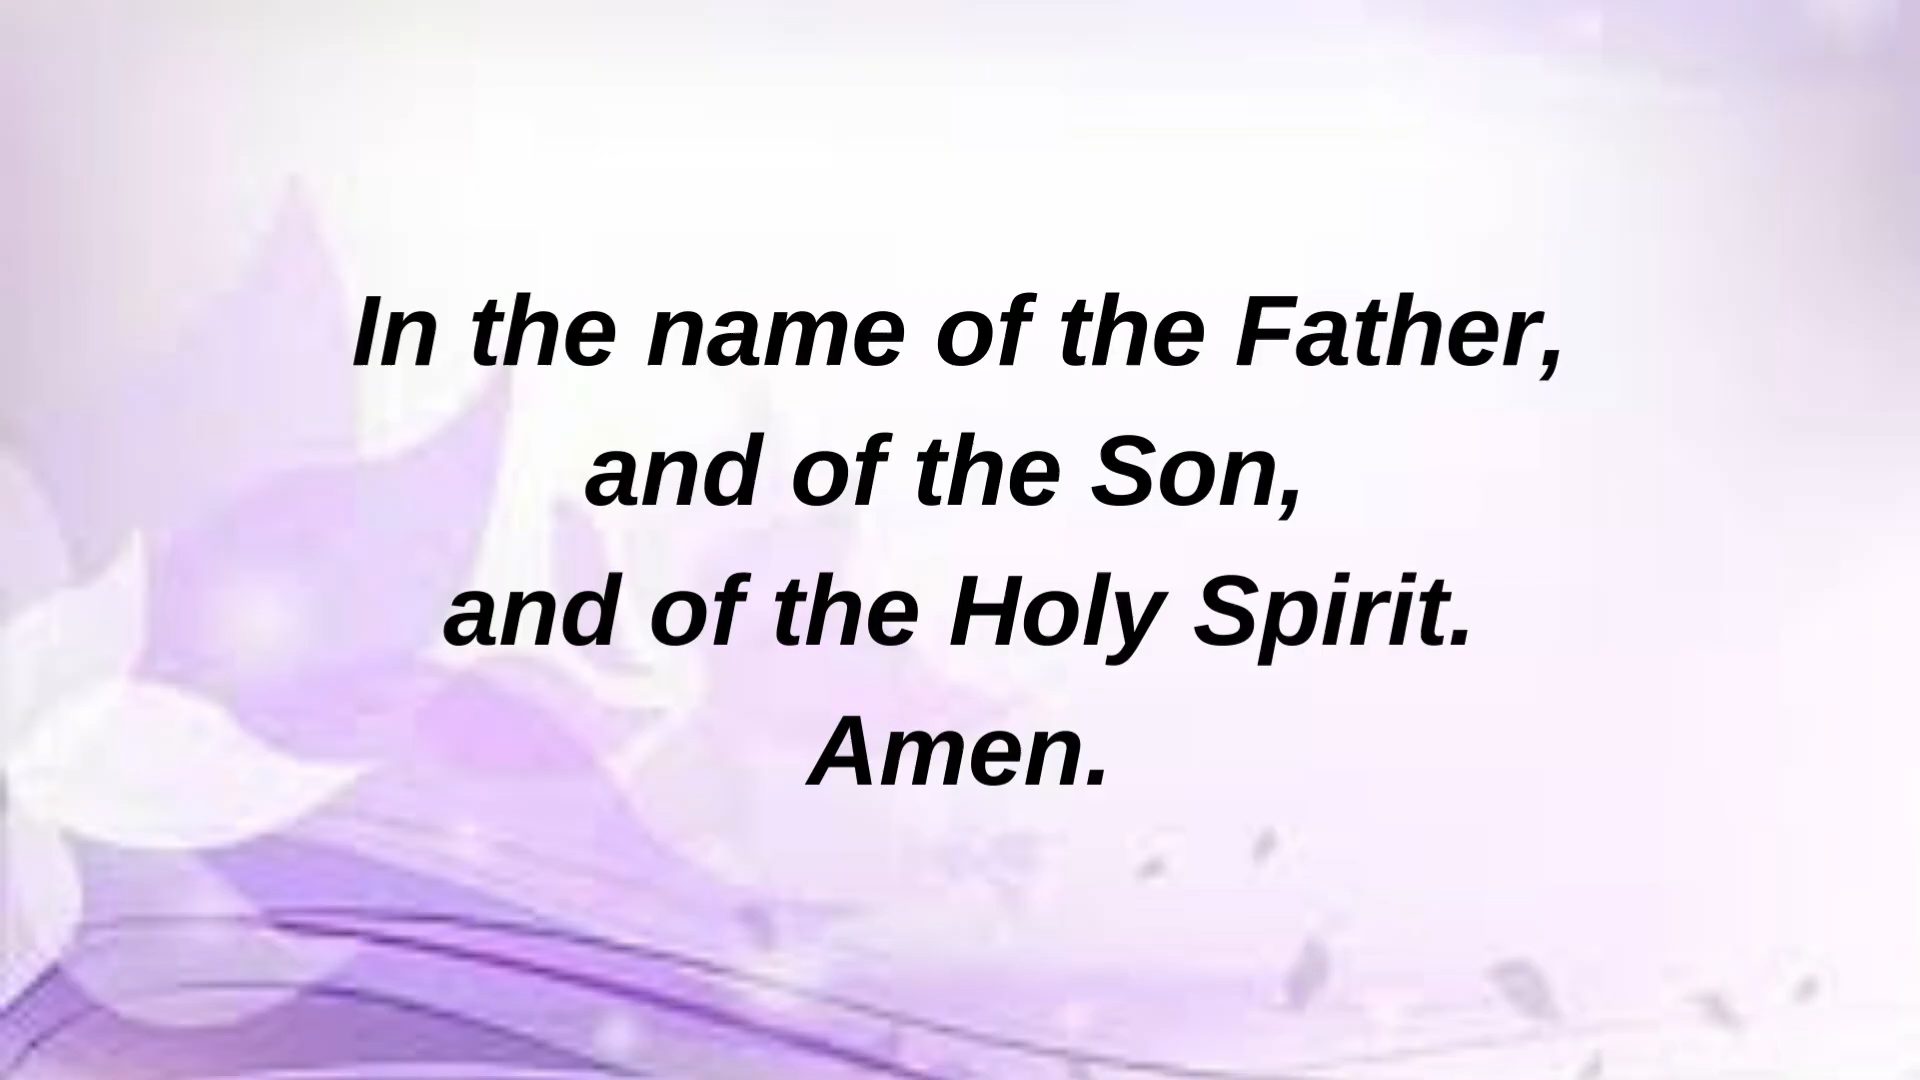 In the name of the Father,
and of the Son,
and of the Holy Spirit.
Amen.